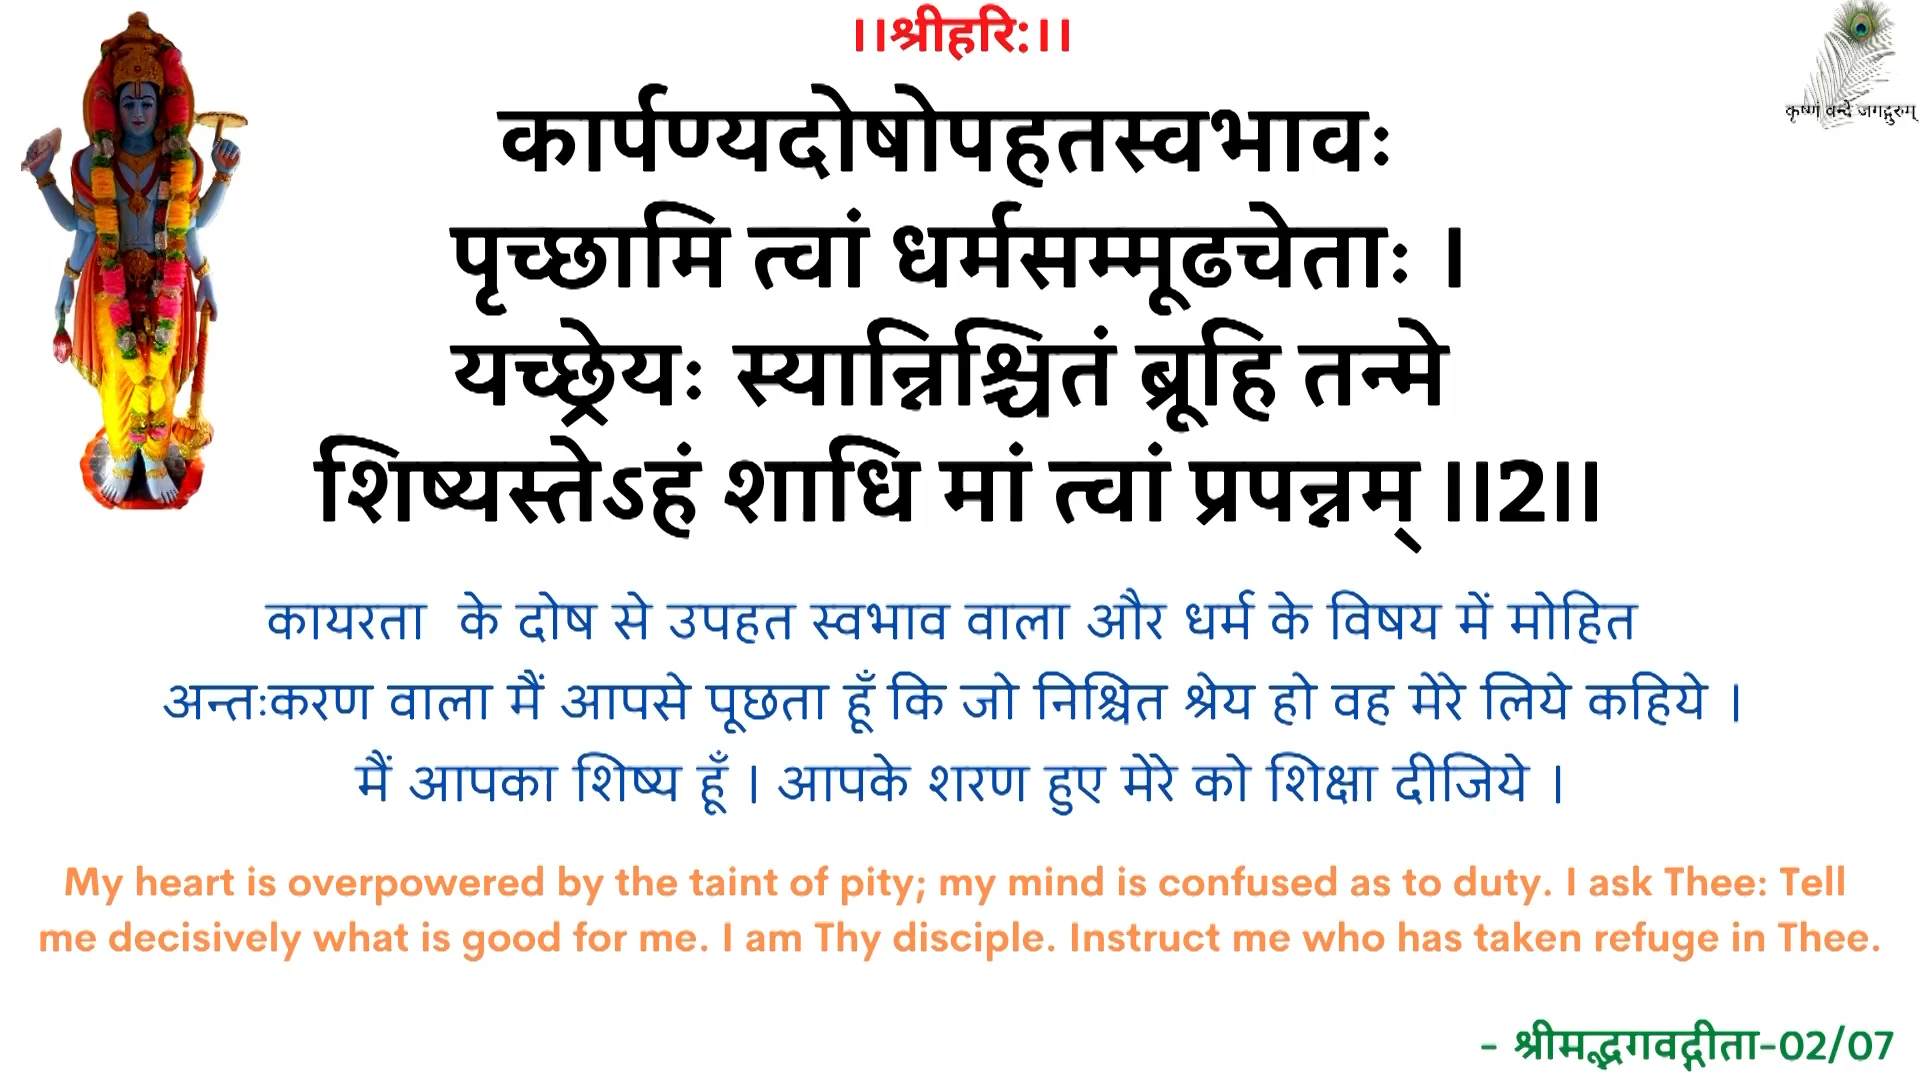 ।।श्रीहरि:।।
कृष्णं वन्दे जगद्गुरुम्
कार्पण्यदोषोपहतस्वभावः
पृच्छामि त्वां धर्मसम्मूढचेताः ।
यच्छ्रेयः स्यान्निश्चितं ब्रूहि तन्मे
शिष्यस्तेऽहं शाधि मां त्वां प्रपन्नम् ।।2।।
कायरता के दोष से उपहत स्वभाव वाला और धर्म के विषय में मोहित
अन्तःकरण वाला मैं आपसे पूछता हूँ कि जो निश्चित श्रेय हो वह मेरे लिये कहिये ।
मैं आपका शिष्य हूँ । आपके शरण हुए मेरे को शिक्षा दीजिये ।
My heart is overpowered by the taint of pity; my mind is confused as to duty. I ask Thee: Tell
me decisively what is good for me. I am Thy disciple. Instruct me who has taken refuge in Thee.
- श्रीमद्भगवद्गीता-02/07